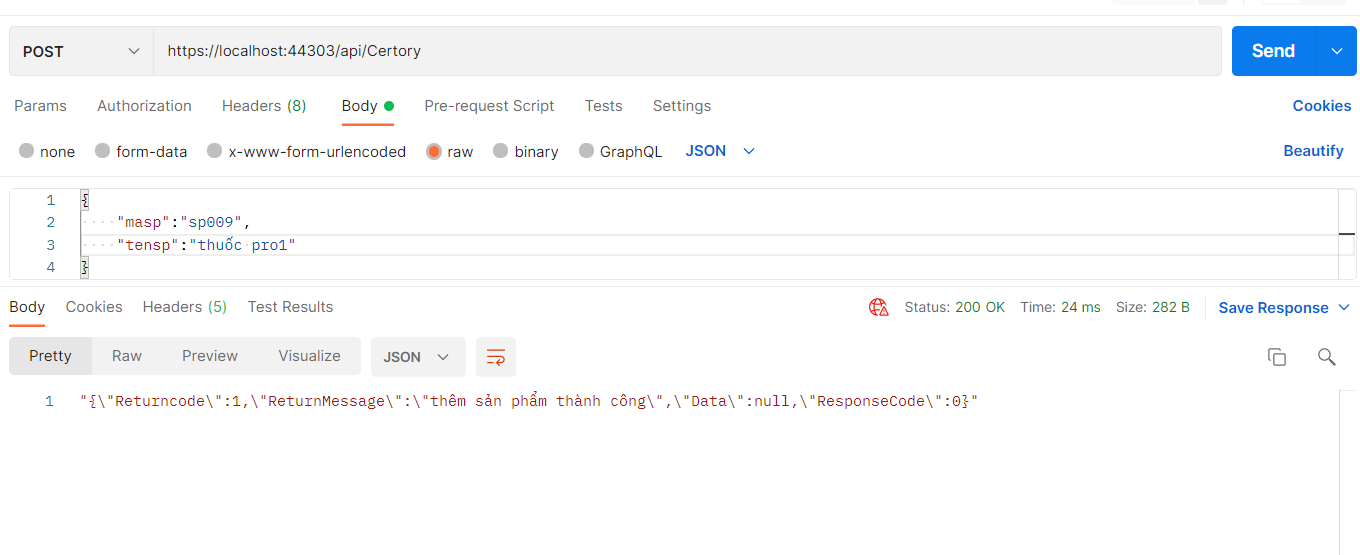 POST https://localhost:44303/api/Certory Send
Params Authorization Headers (8) Body Pre-request Script Tests Settings Cookies
none form-data x-www-form-urlencoded raw binary GraphQL JSON Beautify
1 {
2 "masp":"sp009",
3 "tensp":"thuốc pro1"
4 }
Body Cookies Headers (5) Test Results Status: 200 OK Time: 24 ms Size: 282 B Save Response
Pretty Raw Preview Visualize JSON
1 "{\"Returncode\":1,\"ReturnMessage\":\"thêm sản phẩm thành công\",\"Data\":null,\"ResponseCode\":0}"